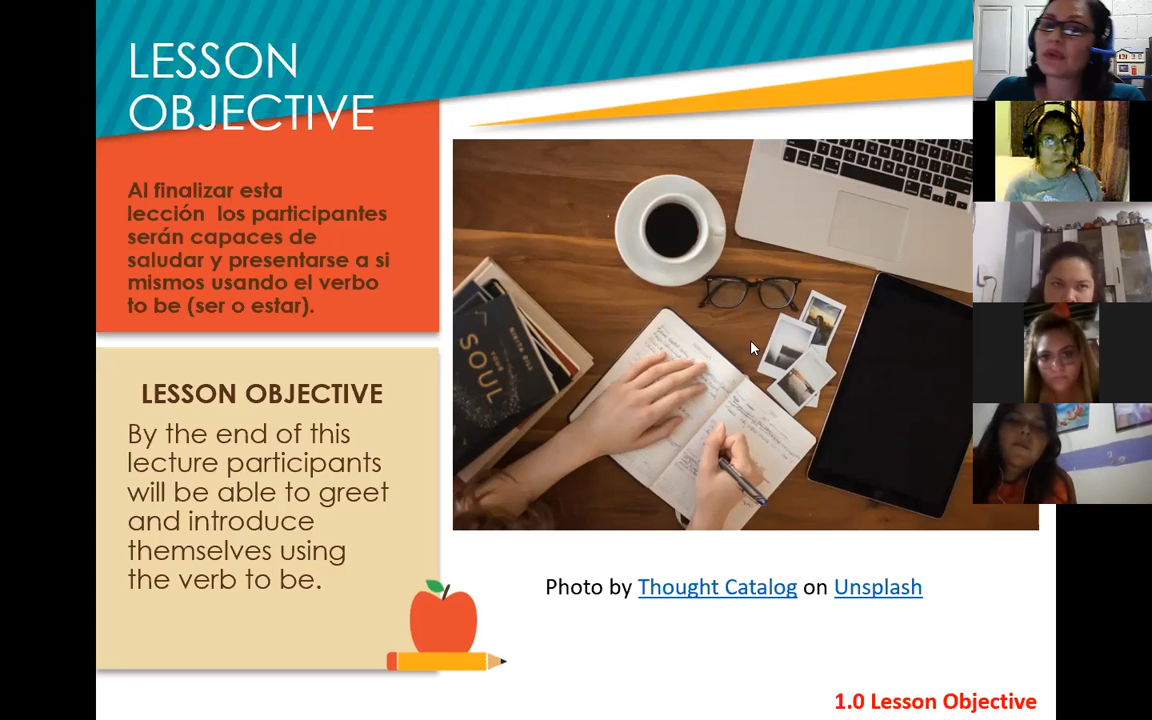 LESSON
OBJECTIVE
Al finalizar esta
lección los participantes
serán capaces de
saludar y presentarse a si
mismos usando el verbo
to be (ser o estar).
LESSON OBJECTIVE
By the end of this
lecture participants
will be able to greet
and introduce
themselves using
the verb to be.
YOUR
SOUL
Photo by Thought Catalog on Unsplash
1.0 Lesson Objective